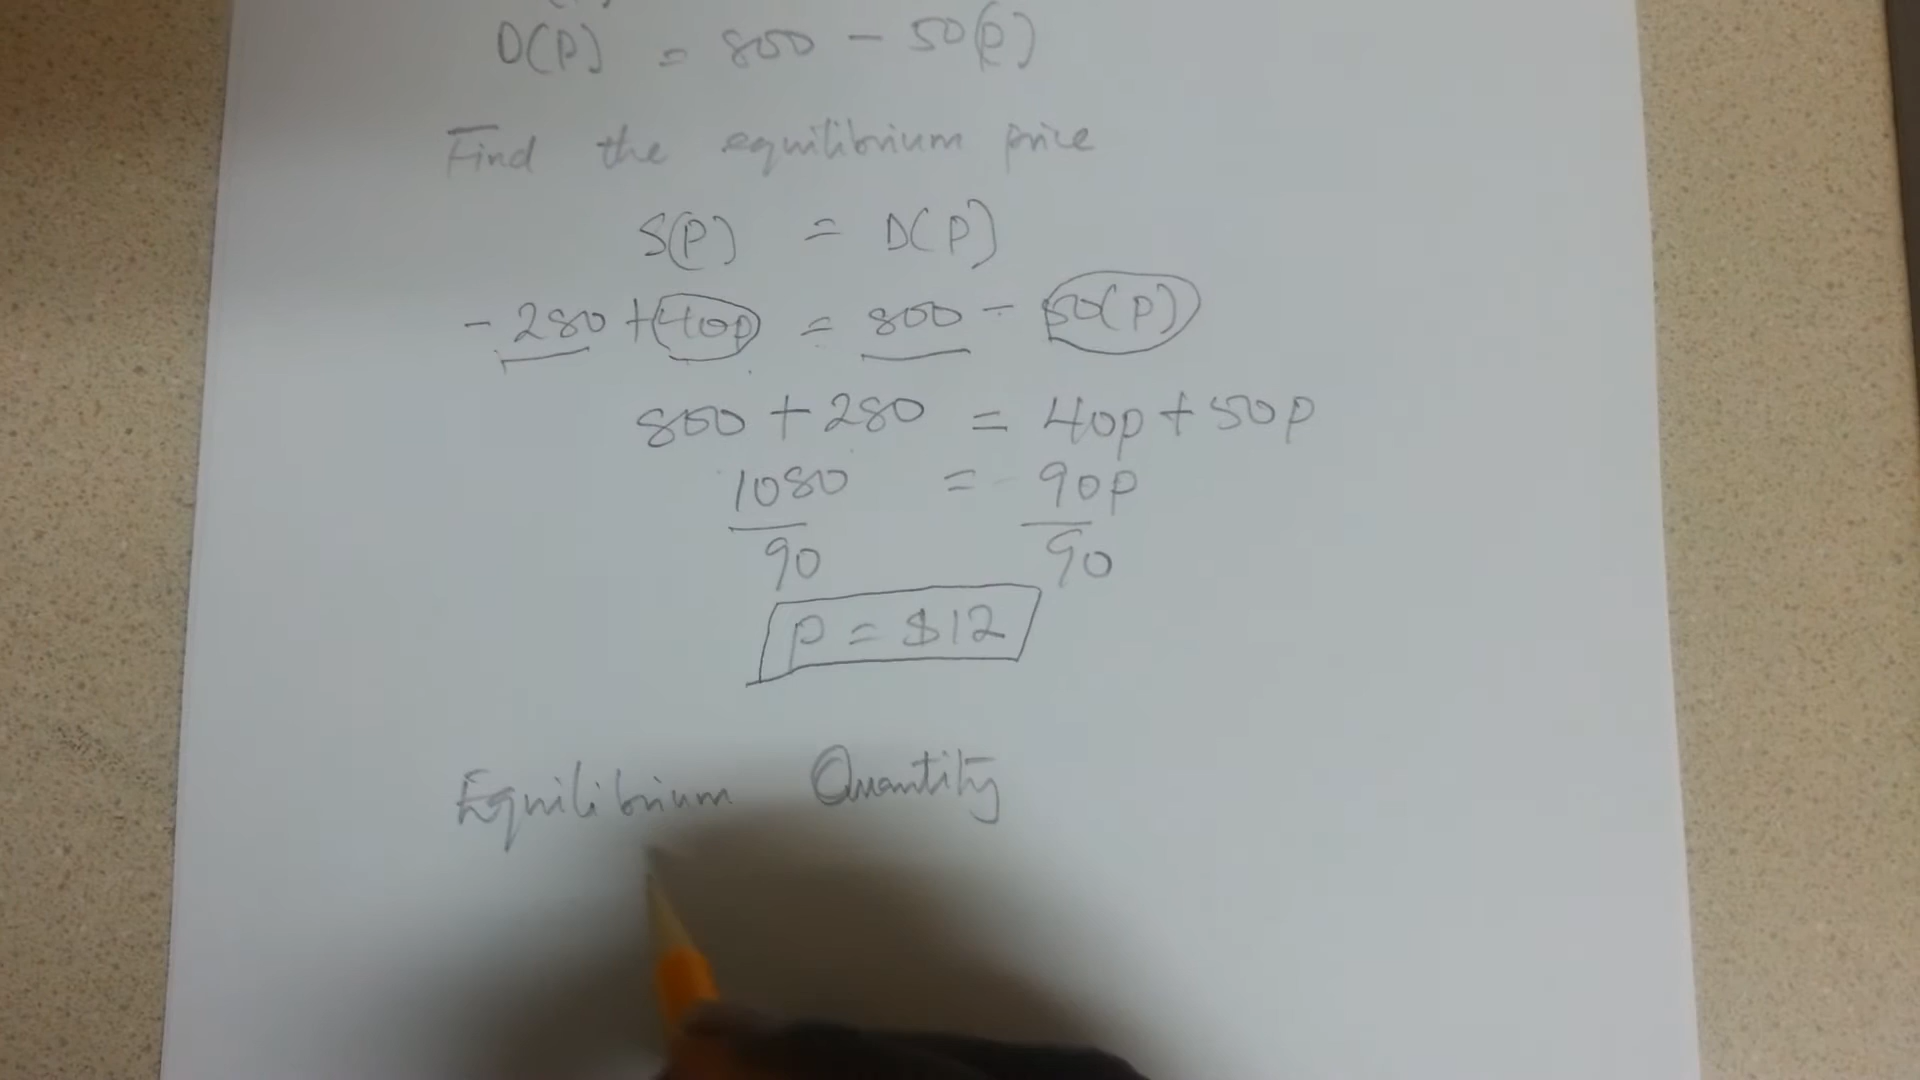 D(P) = 800 - 50(P)
Find the equilibrium price
S(P) = D(P)
- 280 + 40p = 800 - 50(P)
800 + 280 = 40p + 50p
1080 = 90p
90 90
P = $12
Equilibrium Quantity